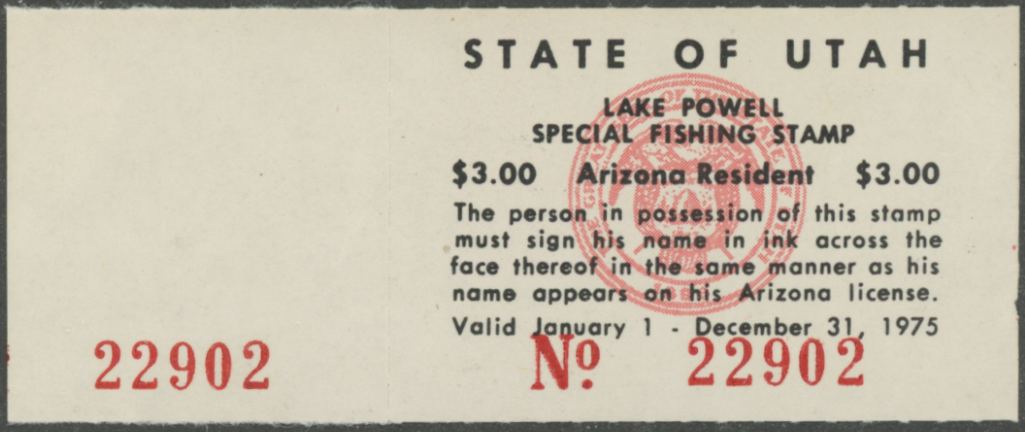 STATE OF UTAH
LAKE POWELL
SPECIAL FISHING STAMP
$3.00 Arizona Resident $3.00
The person in possession of this stamp
must sign his name in ink across the
face thereof in the same manner as his
name appears on his Arizona license.
Valid January 1 - December 31, 1975
22902 Nº 22902